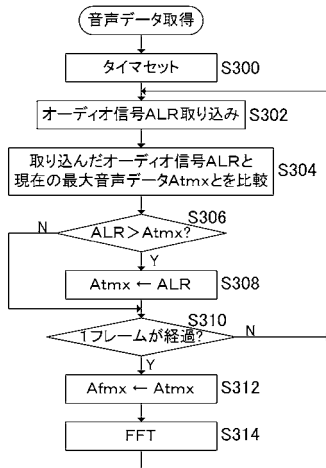 音声データ取得
タイマセット S300
オーディオ信号ALR取り込み S302
取り込んだオーディオ信号ALRと
現在の最大音声データAtmxとを比較 S304
S306
N ALR>Atmx?
Y
Atmx ← ALR S308
S310
1フレームが経過? N
Y
Afmx ← Atmx S312
FFT S314